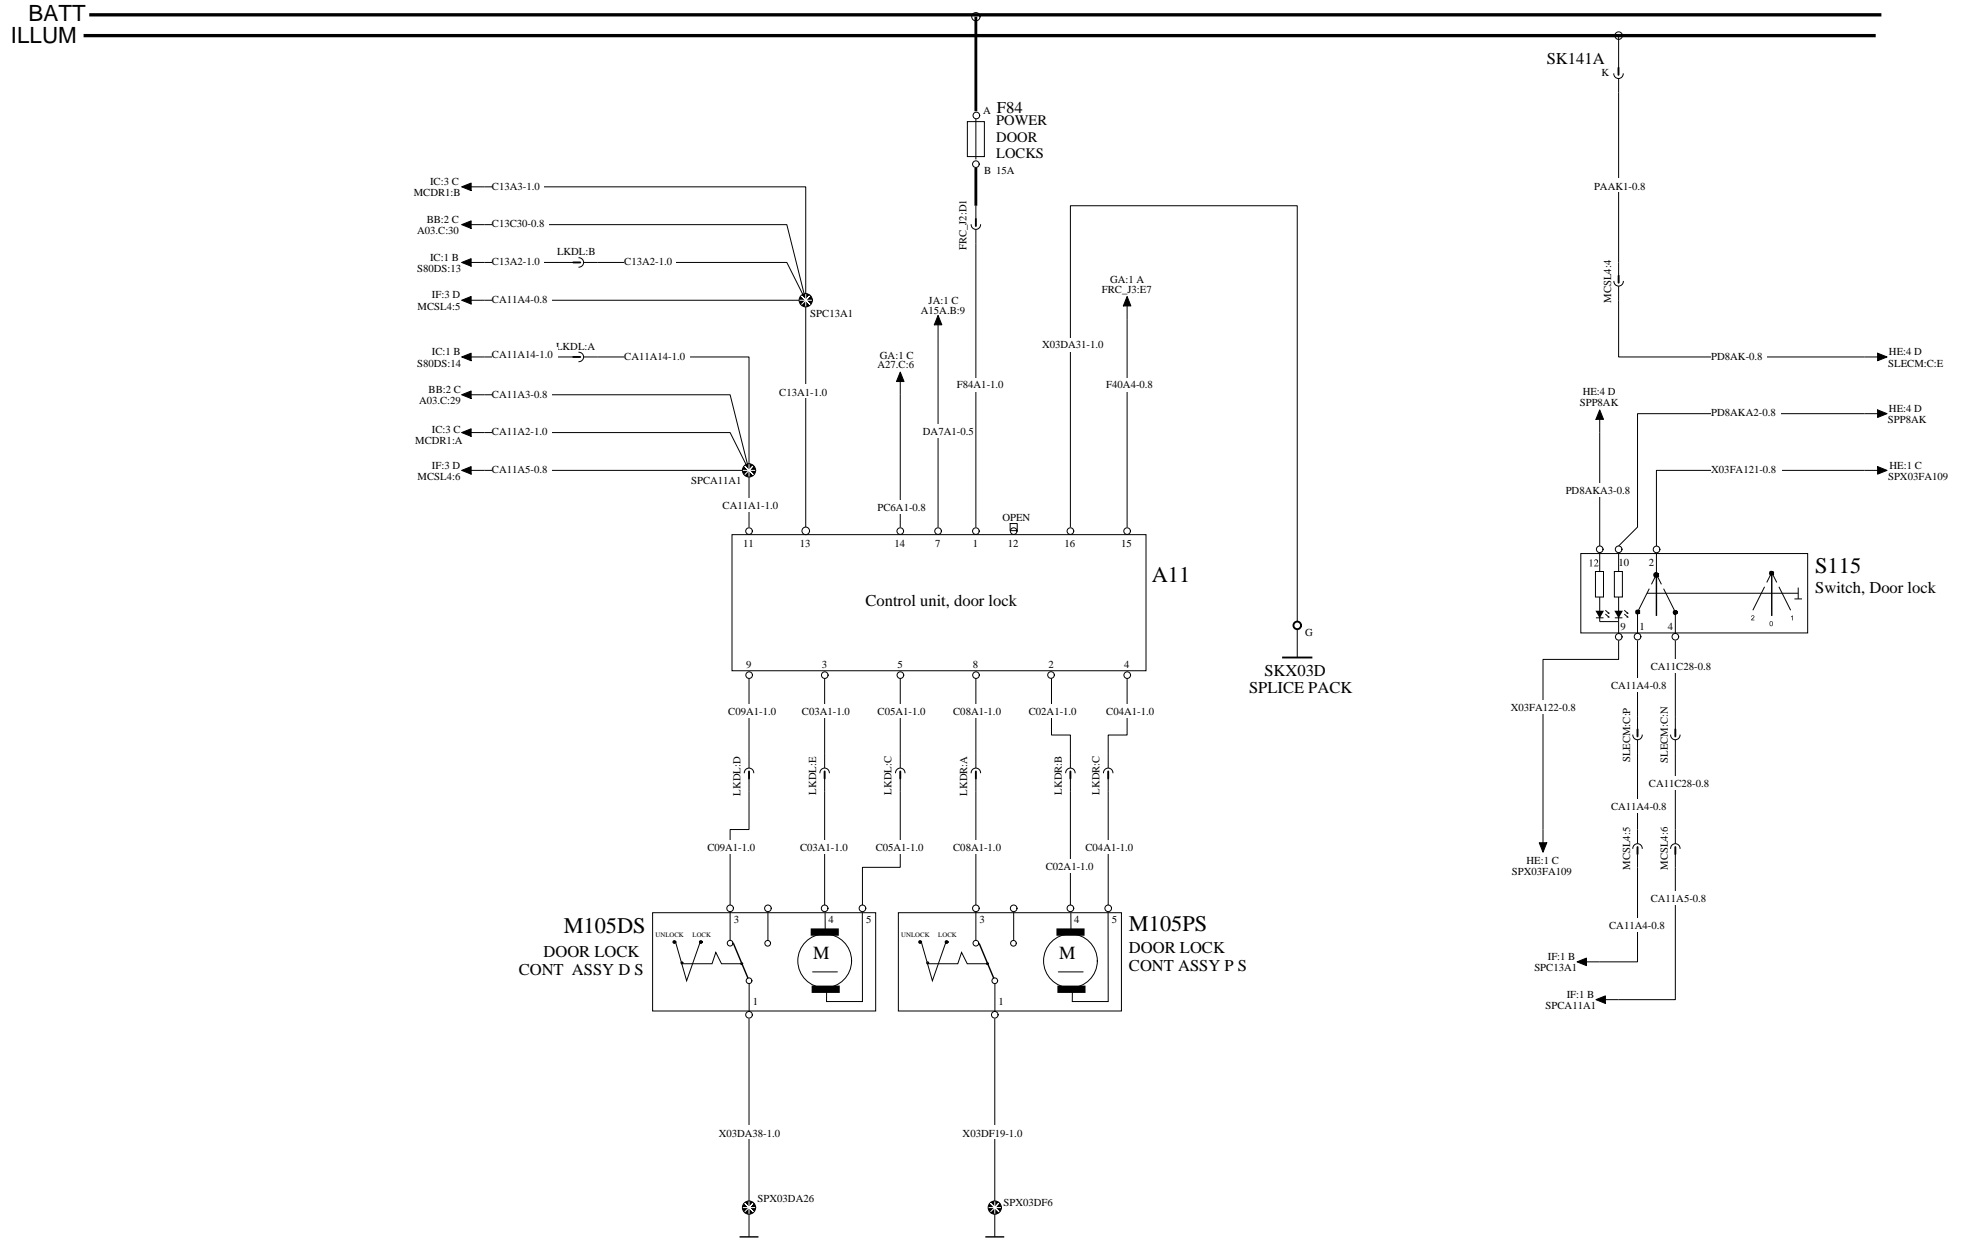 BATT
ILLUM
SK141A
K
A F84
POWER
DOOR
LOCKS
B 15A
FRC_J2:D1
PAAK1-0.8
MCSL4:4
IC:3 C
MCDR1:B
C13A3-1.0
BB:2 C
A03.C:30
C13C30-0.8
IC:1 B
S80DS:13
C13A2-1.0
LKDL:B
C13A2-1.0
IF:3 D
MCSL4:5
CA11A4-0.8
SPC13A1
IC:1 B
S80DS:14
CA11A14-1.0
LKDL:A
CA11A14-1.0
BB:2 C
A03.C:29
CA11A3-0.8
IC:3 C
MCDR1:A
CA11A2-1.0
IF:3 D
MCSL4:6
CA11A5-0.8
SPCA11A1
CA11A1-1.0
C13A1-1.0
GA:1 C
A27.C:6
PC6A1-0.8
JA:1 C
A15A.B:9
DA7A1-0.5
F84A1-1.0
OPEN
X03DA31-1.0
GA:1 A
FRC_J3:E7
F40A4-0.8
PD8AK-0.8
HE:4 D
SLECM:C:E
HE:4 D
SPP8AK
PD8AKA2-0.8
HE:4 D
SPP8AK
X03FA121-0.8
HE:1 C
SPX03FA109
PD8AKA3-0.8
11 13 14 7 1 12 16 15
A11
Control unit, door lock
9 3 5 8 2 4
G
SKX03D
SPLICE PACK
12 10 2
S115
Switch, Door lock
2 0 1
9 1 4
CA11C28-0.8
CA11A4-0.8
X03FA122-0.8
SLECM:C:P
SLECM:C:N
CA11C28-0.8
CA11A4-0.8
MCSL4:5
MCSL4:6
HE:1 C
SPX03FA109
CA11A5-0.8
CA11A4-0.8
IF:1 B
SPC13A1
IF:1 B
SPCA11A1
C09A1-1.0 C03A1-1.0 C05A1-1.0 C08A1-1.0 C02A1-1.0 C04A1-1.0
LKDL:D
LKDL:E
LKDL:C
LKDR:A
LKDR:B
LKDR:C
C09A1-1.0 C03A1-1.0 C05A1-1.0 C08A1-1.0 C02A1-1.0 C04A1-1.0
M105DS
DOOR LOCK
CONT ASSY D S
3 4 5
UNLOCK LOCK
M
1
3 4 5
UNLOCK LOCK
M
1
M105PS
DOOR LOCK
CONT ASSY P S
X03DA38-1.0
X03DF19-1.0
SPX03DA26
SPX03DF6